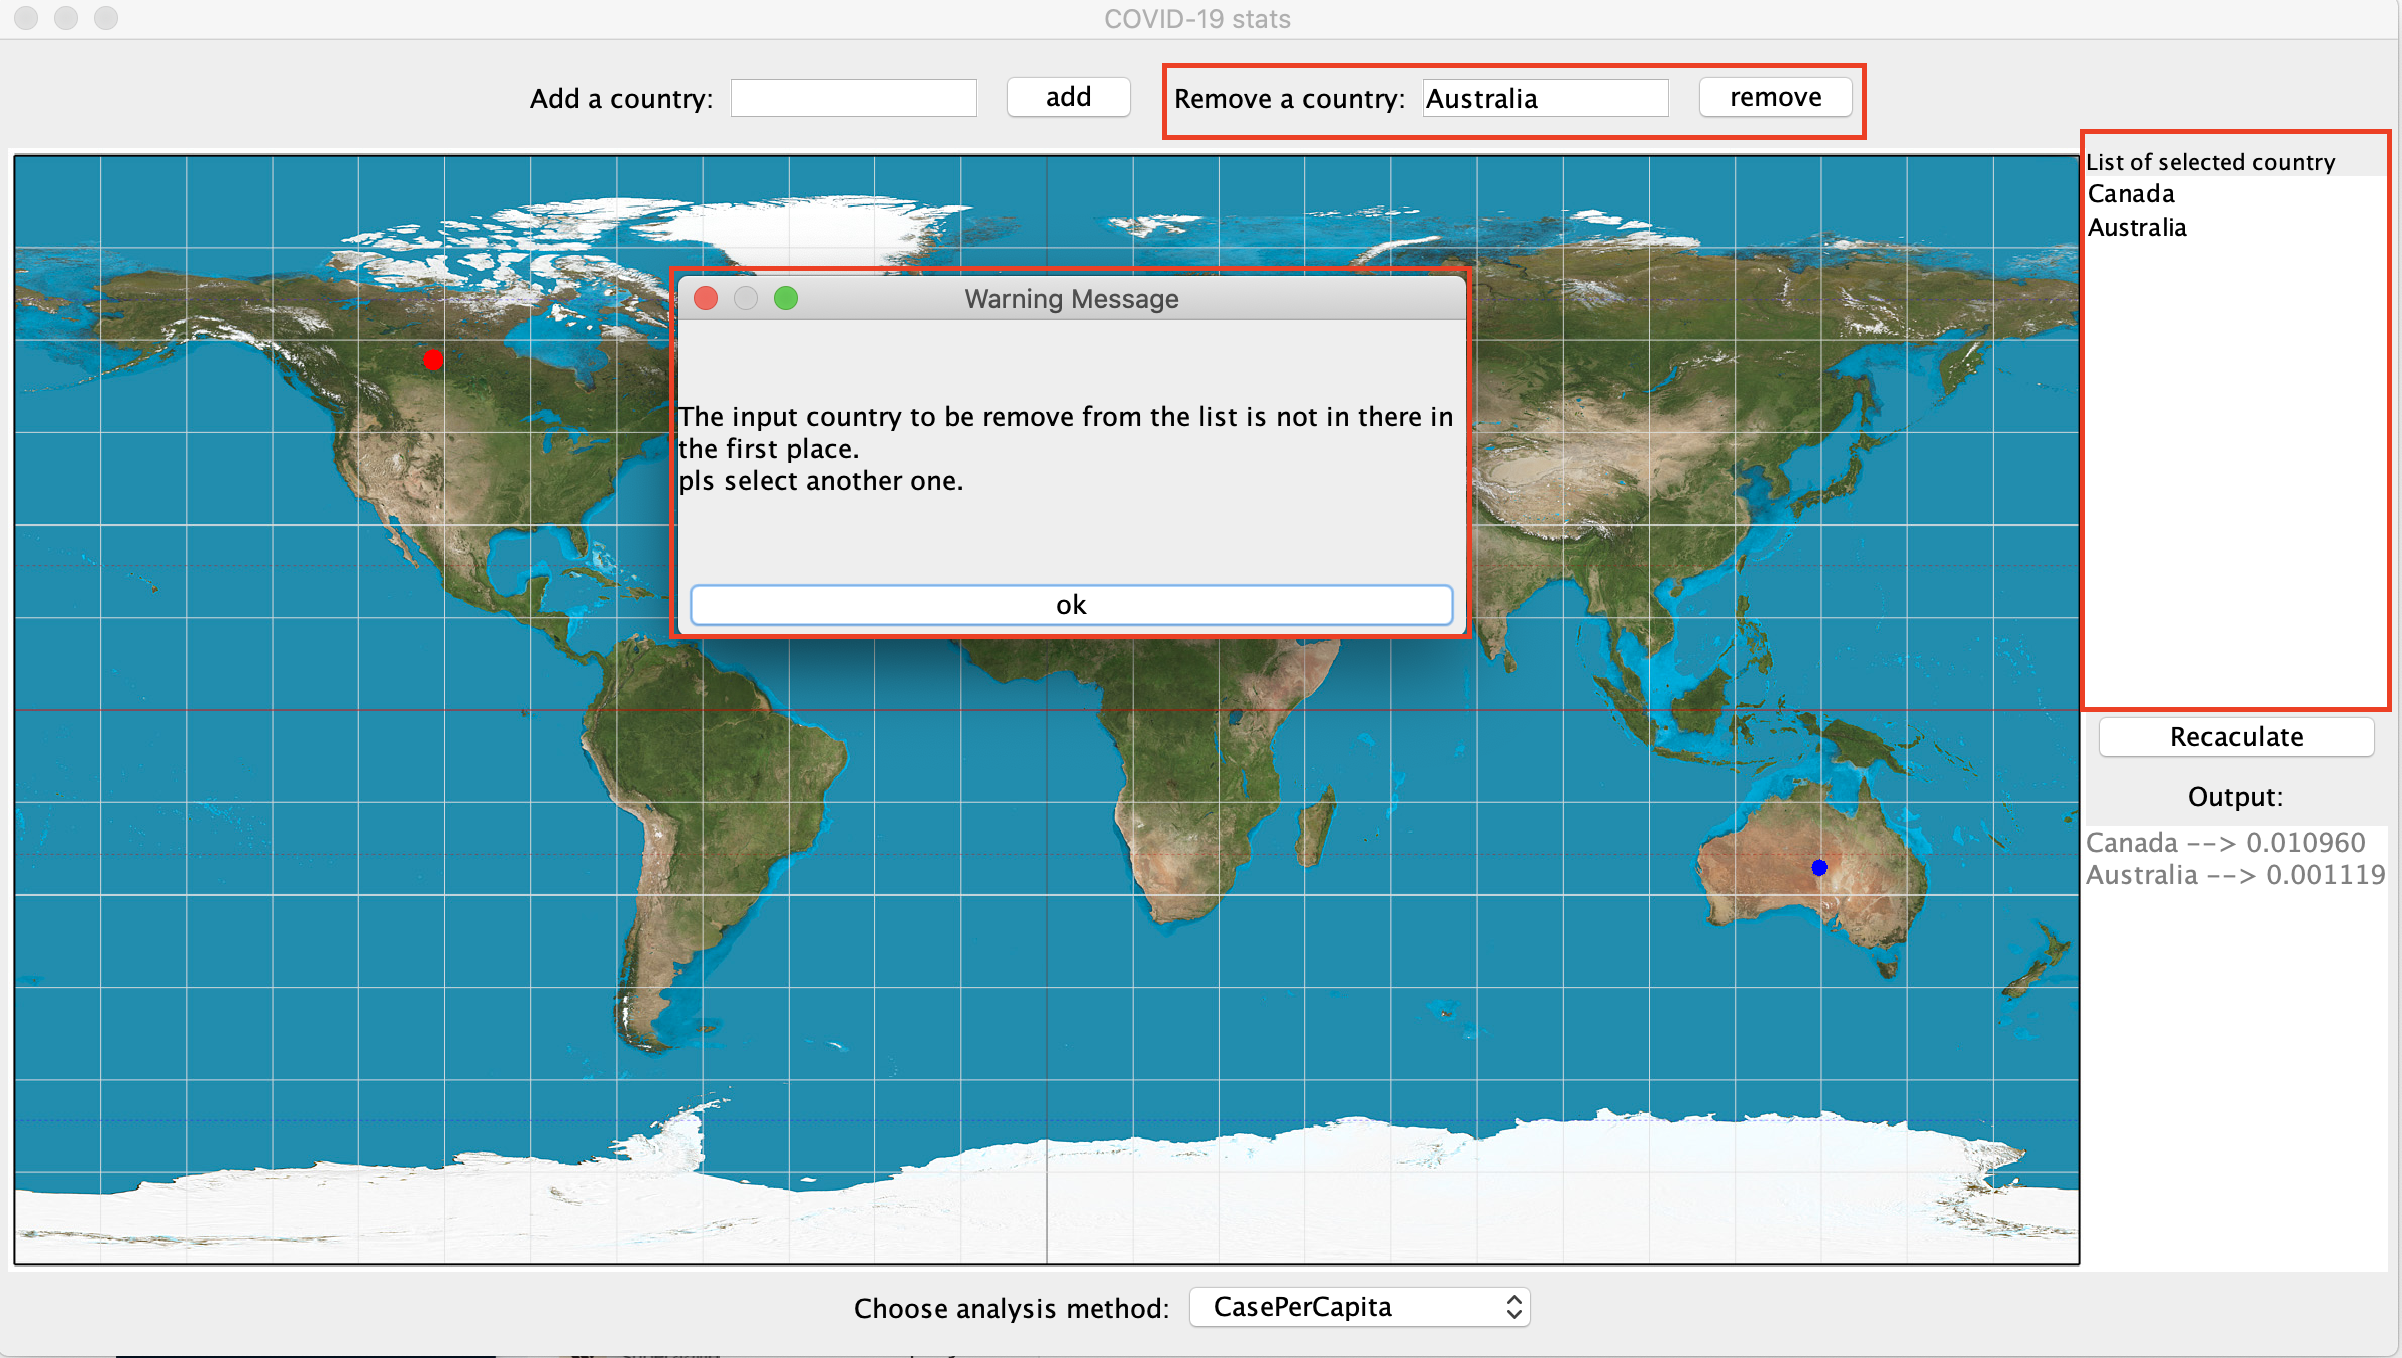 COVID-19 stats
Add a country:
add
Remove a country:
Australia
remove
List of selected country
Canada
Australia
Warning Message
The input country to be remove from the list is not in there in
the first place.
pls select another one.
ok
Recaculate
Output:
Canada --> 0.010960
Australia --> 0.001119
Choose analysis method:
CasePerCapita